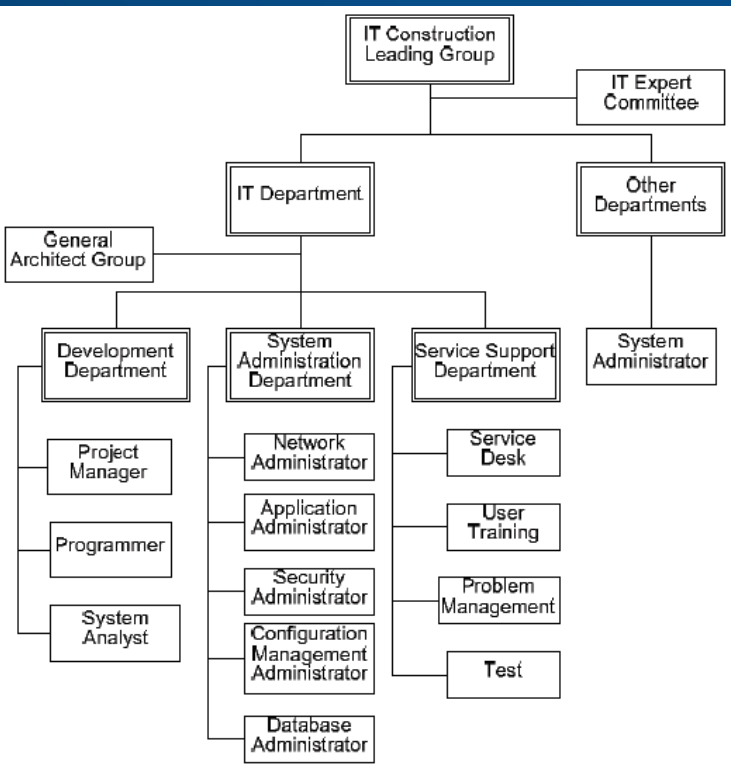 IT Construction
Leading Group
IT Expert
Committee
IT Department
Other
Departments
General
Architect Group
Development
Department
System
Administration
Department
Service Support
Department
System
Administrator
Project
Manager
Programmer
System
Analyst
Network
Administrator
Application
Administrator
Security
Administrator
Configuration
Management
Administrator
Database
Administrator
Service
Desk
User
Training
Problem
Management
Test